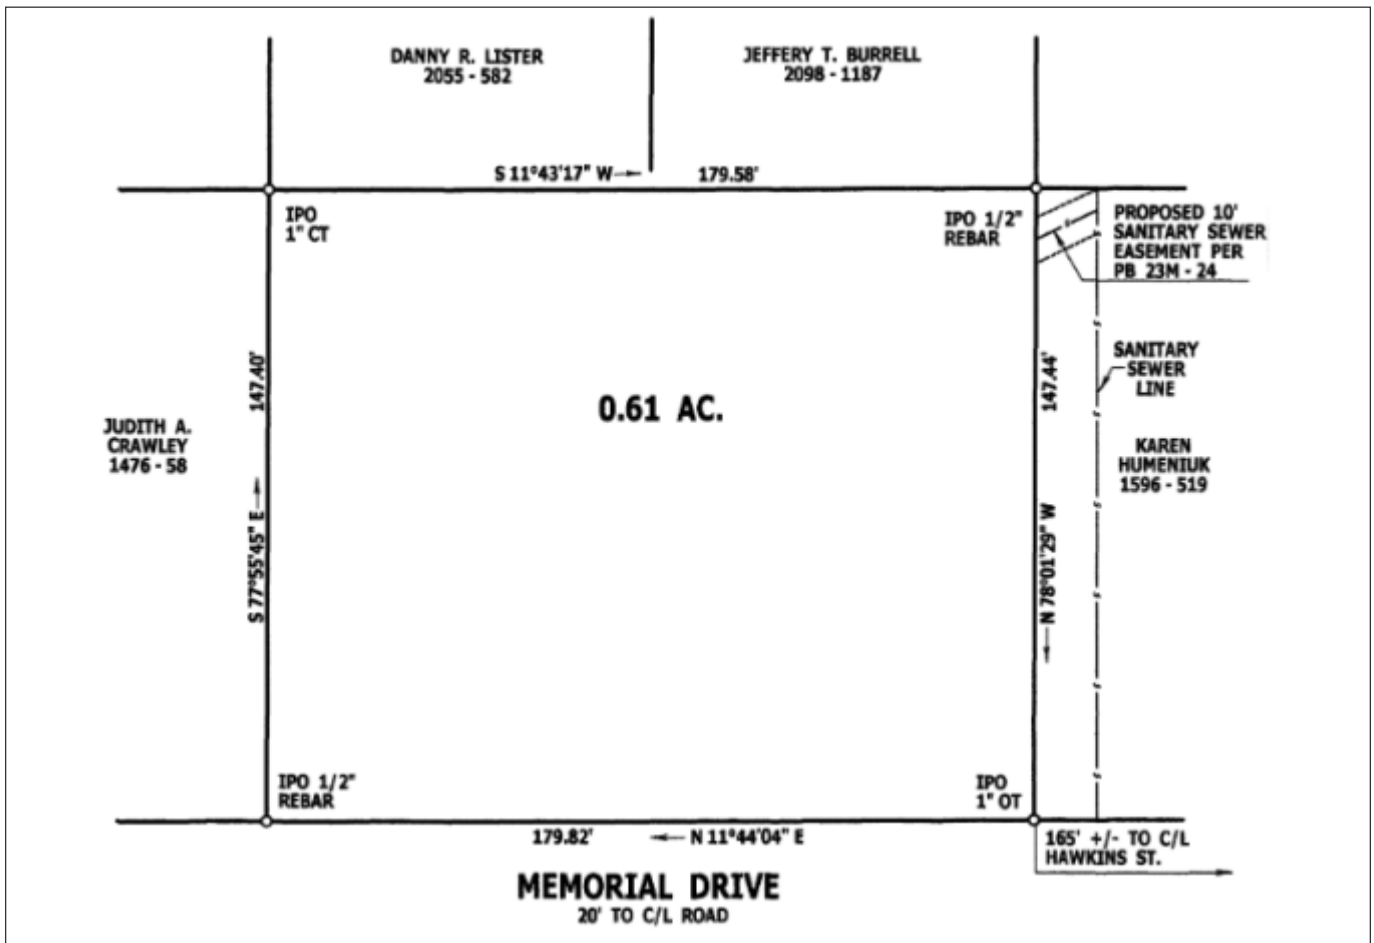 DANNY R. LISTER
2055 - 582
JEFFERY T. BURRELL
2098 - 1187
S 11°43'17" W
179.58'
IPO
1" CT
IPO 1/2"
REBAR
PROPOSED 10'
SANITARY SEWER
EASEMENT PER
PB 23M - 24
147.40'
S 77°55'45" E
JUDITH A.
CRAWLEY
1476 - 58
0.61 AC.
147.44'
N 78°01'29" W
SANITARY
SEWER
LINE
KAREN
HUMENIUK
1596 - 519
IPO 1/2"
REBAR
IPO
1" OT
179.82'
N 11°44'04" E
165' +/- TO C/L
HAWKINS ST.
MEMORIAL DRIVE
20' TO C/L ROAD